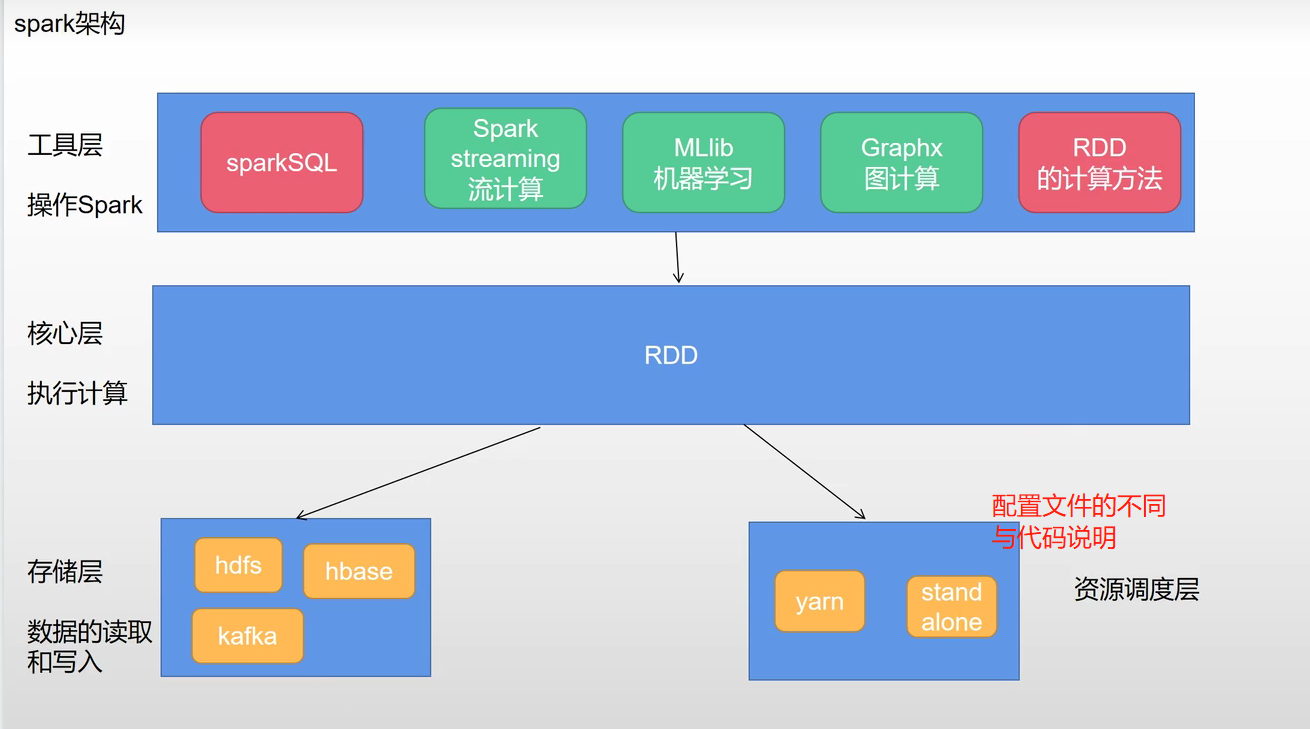 spark架构
工具层
操作Spark
sparkSQL
Spark
streaming
流计算
MLlib
机器学习
Graphx
图计算
RDD
的计算方法
核心层
执行计算
RDD
存储层
数据的读取
和写入
hdfs
hbase
kafka
yarn
stand
alone
配置文件的不同
与代码说明
资源调度层